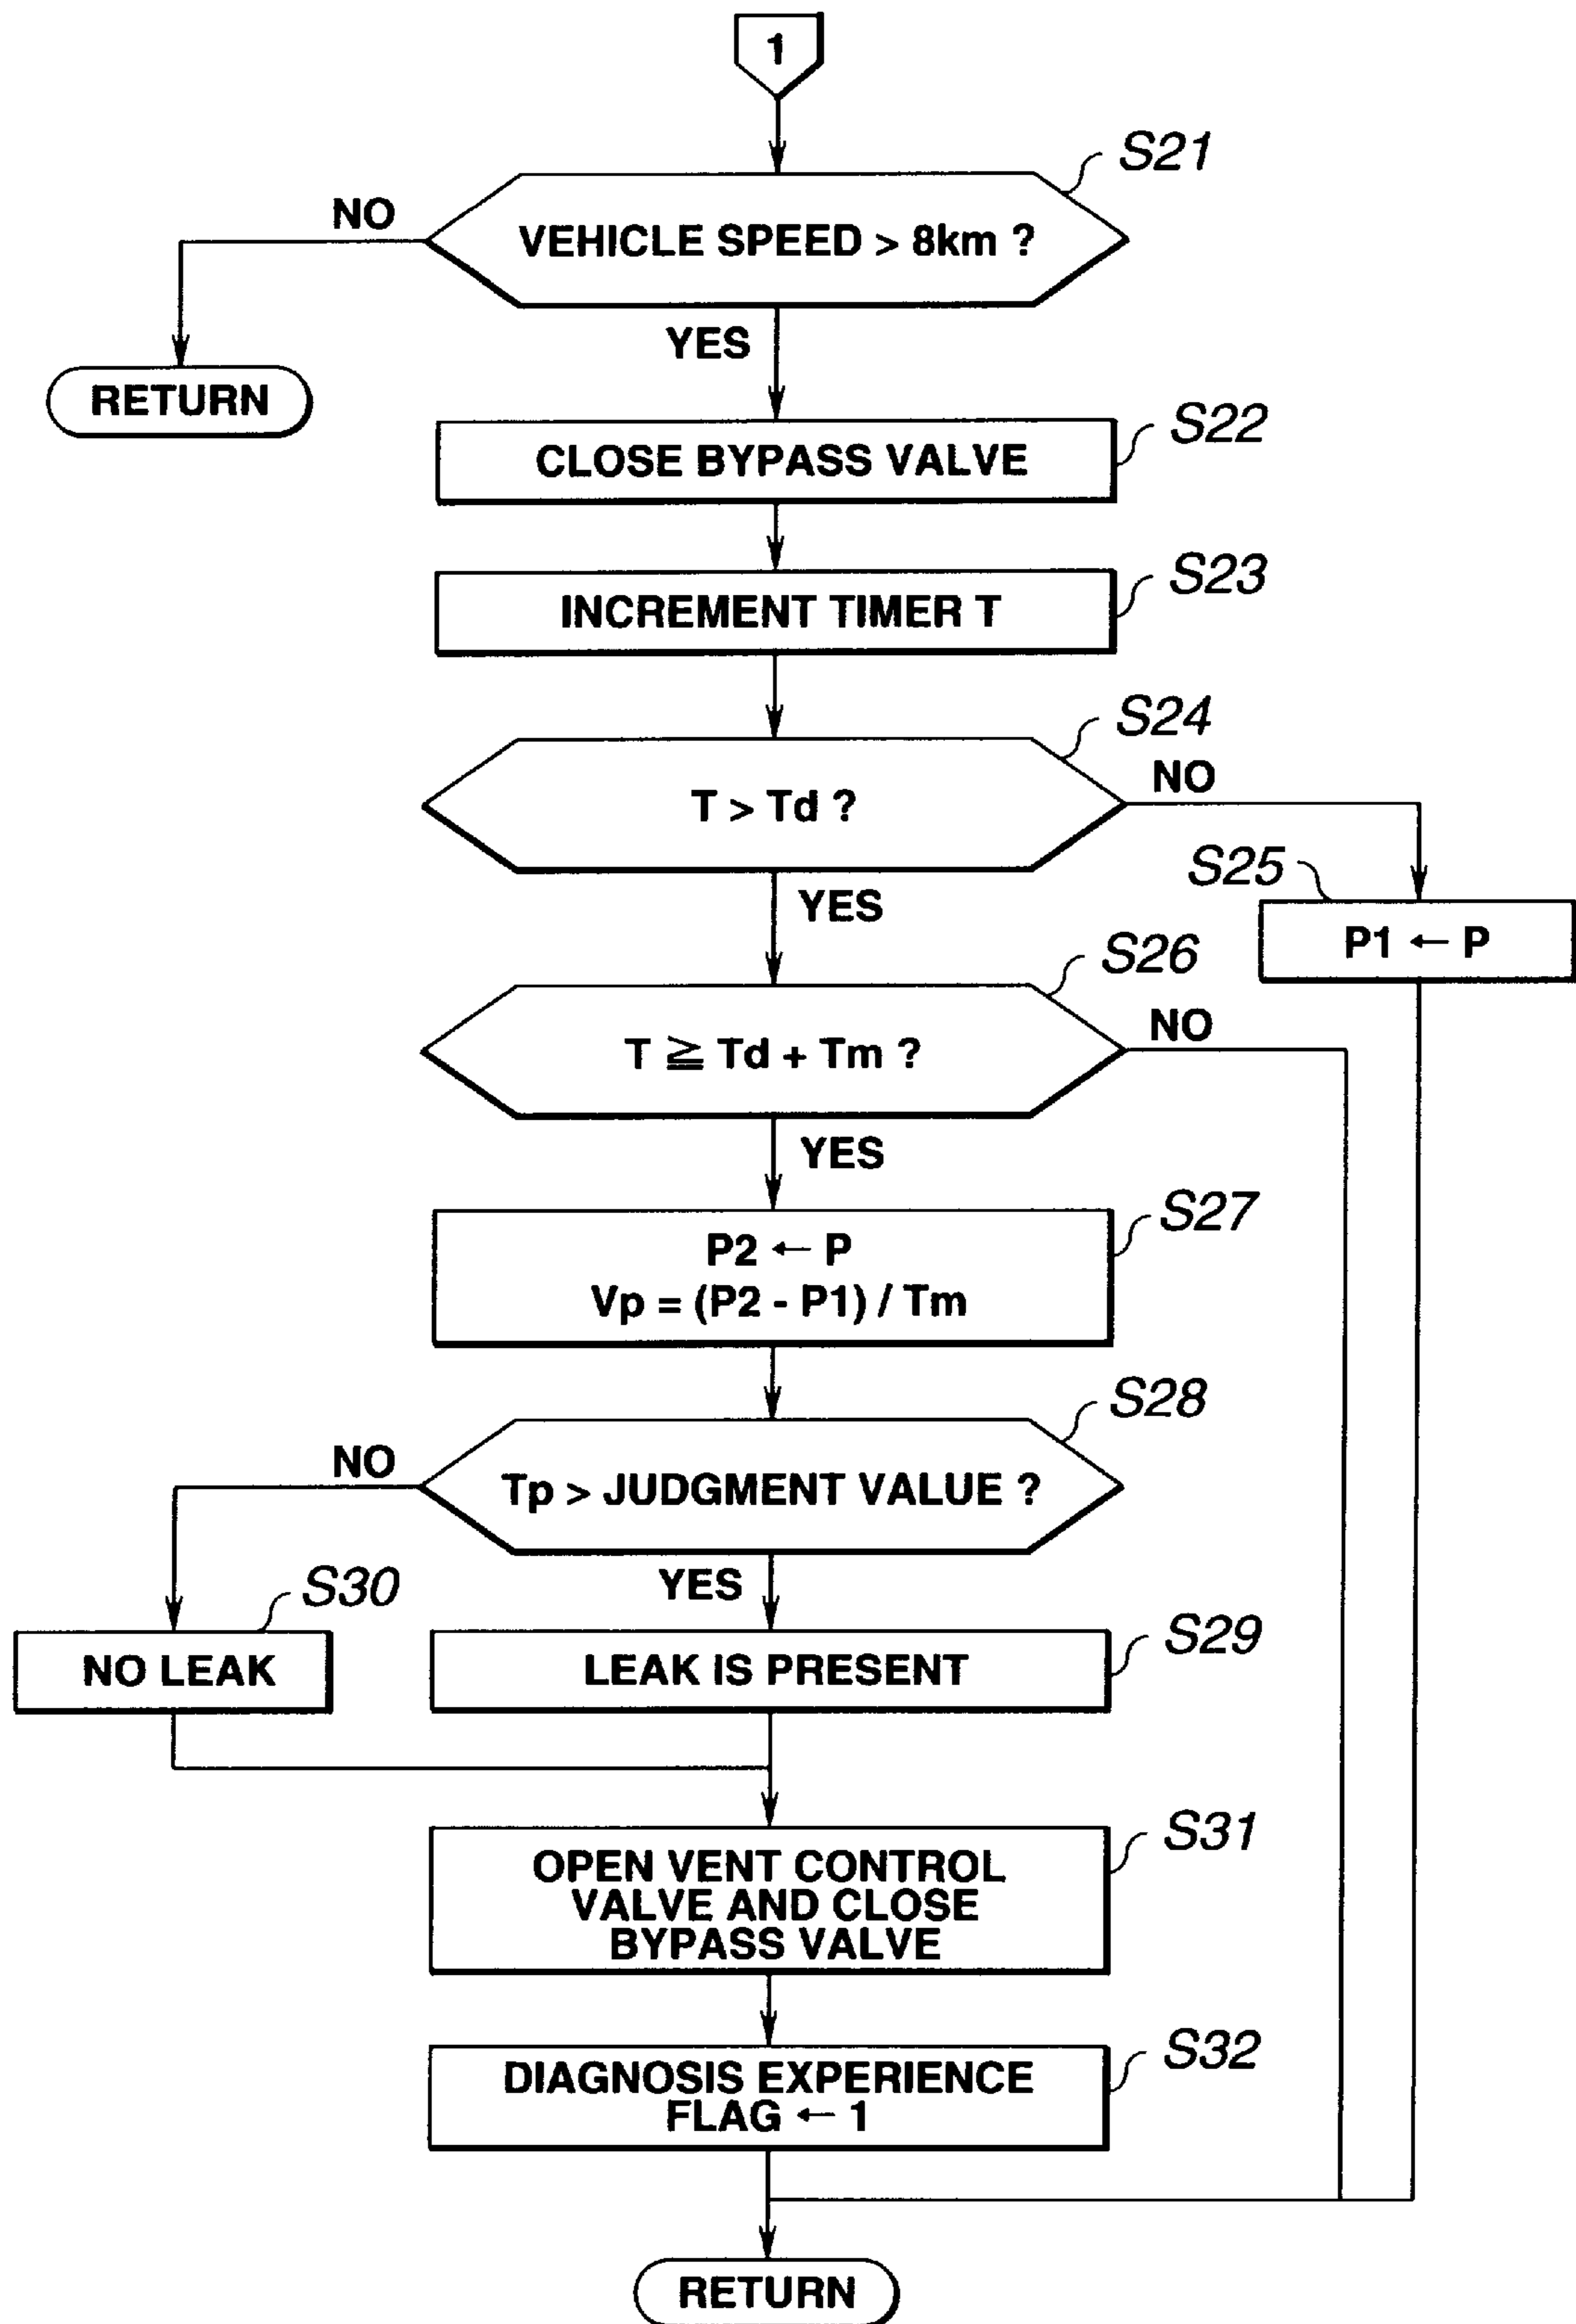 1
S21
NO
VEHICLE SPEED > 8km ?
YES
RETURN
S22
CLOSE BYPASS VALVE
S23
INCREMENT TIMER T
S24
NO
T > Td ?
S25
YES
P1 ← P
S26
NO
T ≧ Td + Tm ?
YES
S27
P2 ← P
Vp = (P2 - P1) / Tm
S28
NO
Tp > JUDGMENT VALUE ?
YES
S30
S29
NO LEAK
LEAK IS PRESENT
S31
OPEN VENT CONTROL
VALVE AND CLOSE
BYPASS VALVE
S32
DIAGNOSIS EXPERIENCE
FLAG ← 1
RETURN